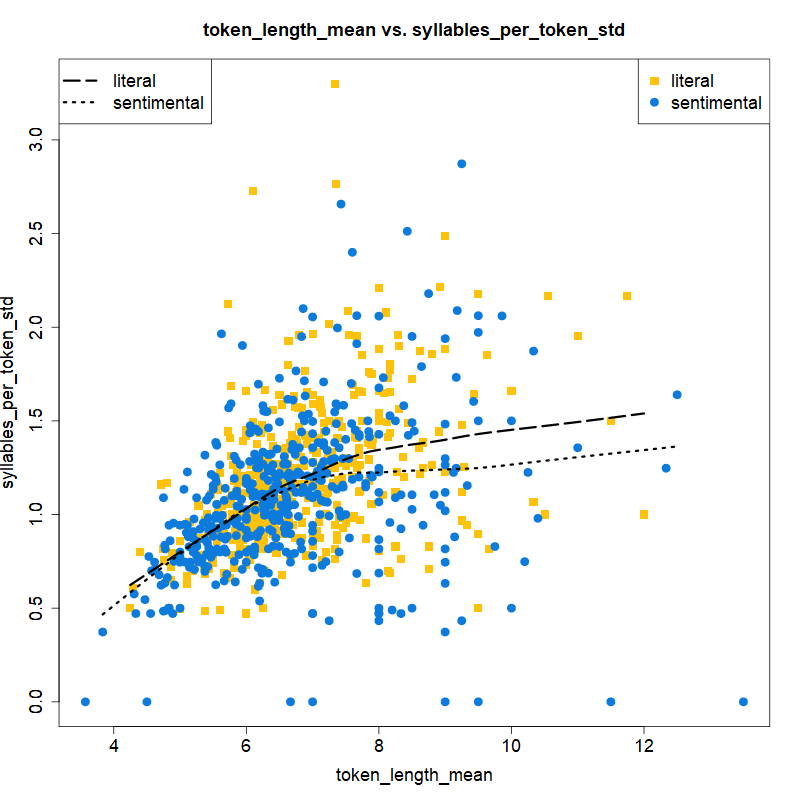 token_length_mean vs. syllables_per_token_std
literal
sentimental
literal
sentimental
syllables_per_token_std
3.0
2.5
2.0
1.5
1.0
0.5
0.0
4 6 8 10 12
token_length_mean